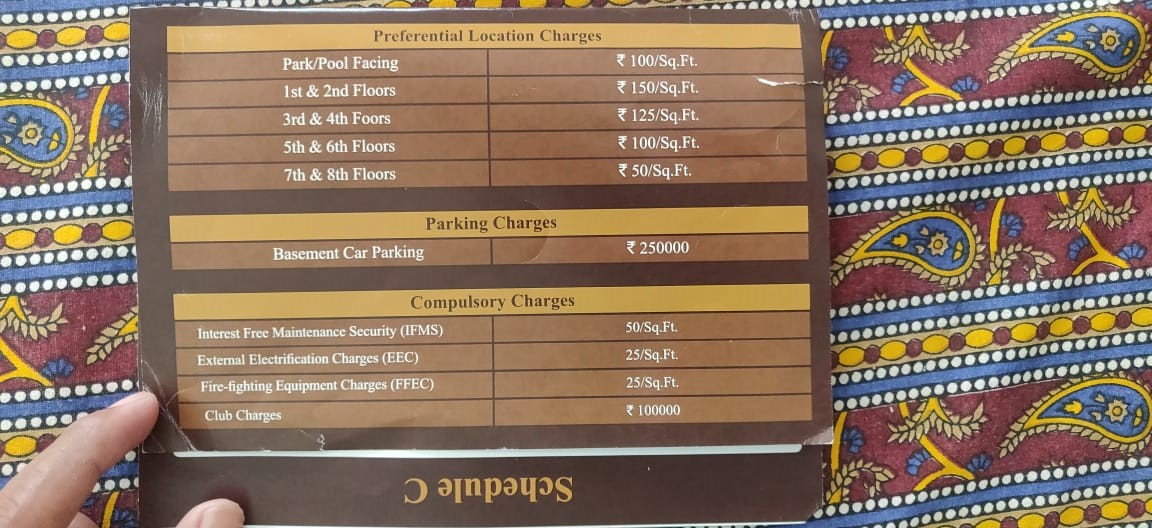 Preferential Location Charges
Park/Pool Facing ₹ 100/Sq.Ft.
1st & 2nd Floors ₹ 150/Sq.Ft.
3rd & 4th Foors ₹ 125/Sq.Ft.
5th & 6th Floors ₹ 100/Sq.Ft.
7th & 8th Floors ₹ 50/Sq.Ft.
Parking Charges
Basement Car Parking ₹ 250000
Compulsory Charges
Interest Free Maintenance Security (IFMS) 50/Sq.Ft.
External Electrification Charges (EEC) 25/Sq.Ft.
Fire-fighting Equipment Charges (FFEC) 25/Sq.Ft.
Club Charges ₹ 100000
Schedule C